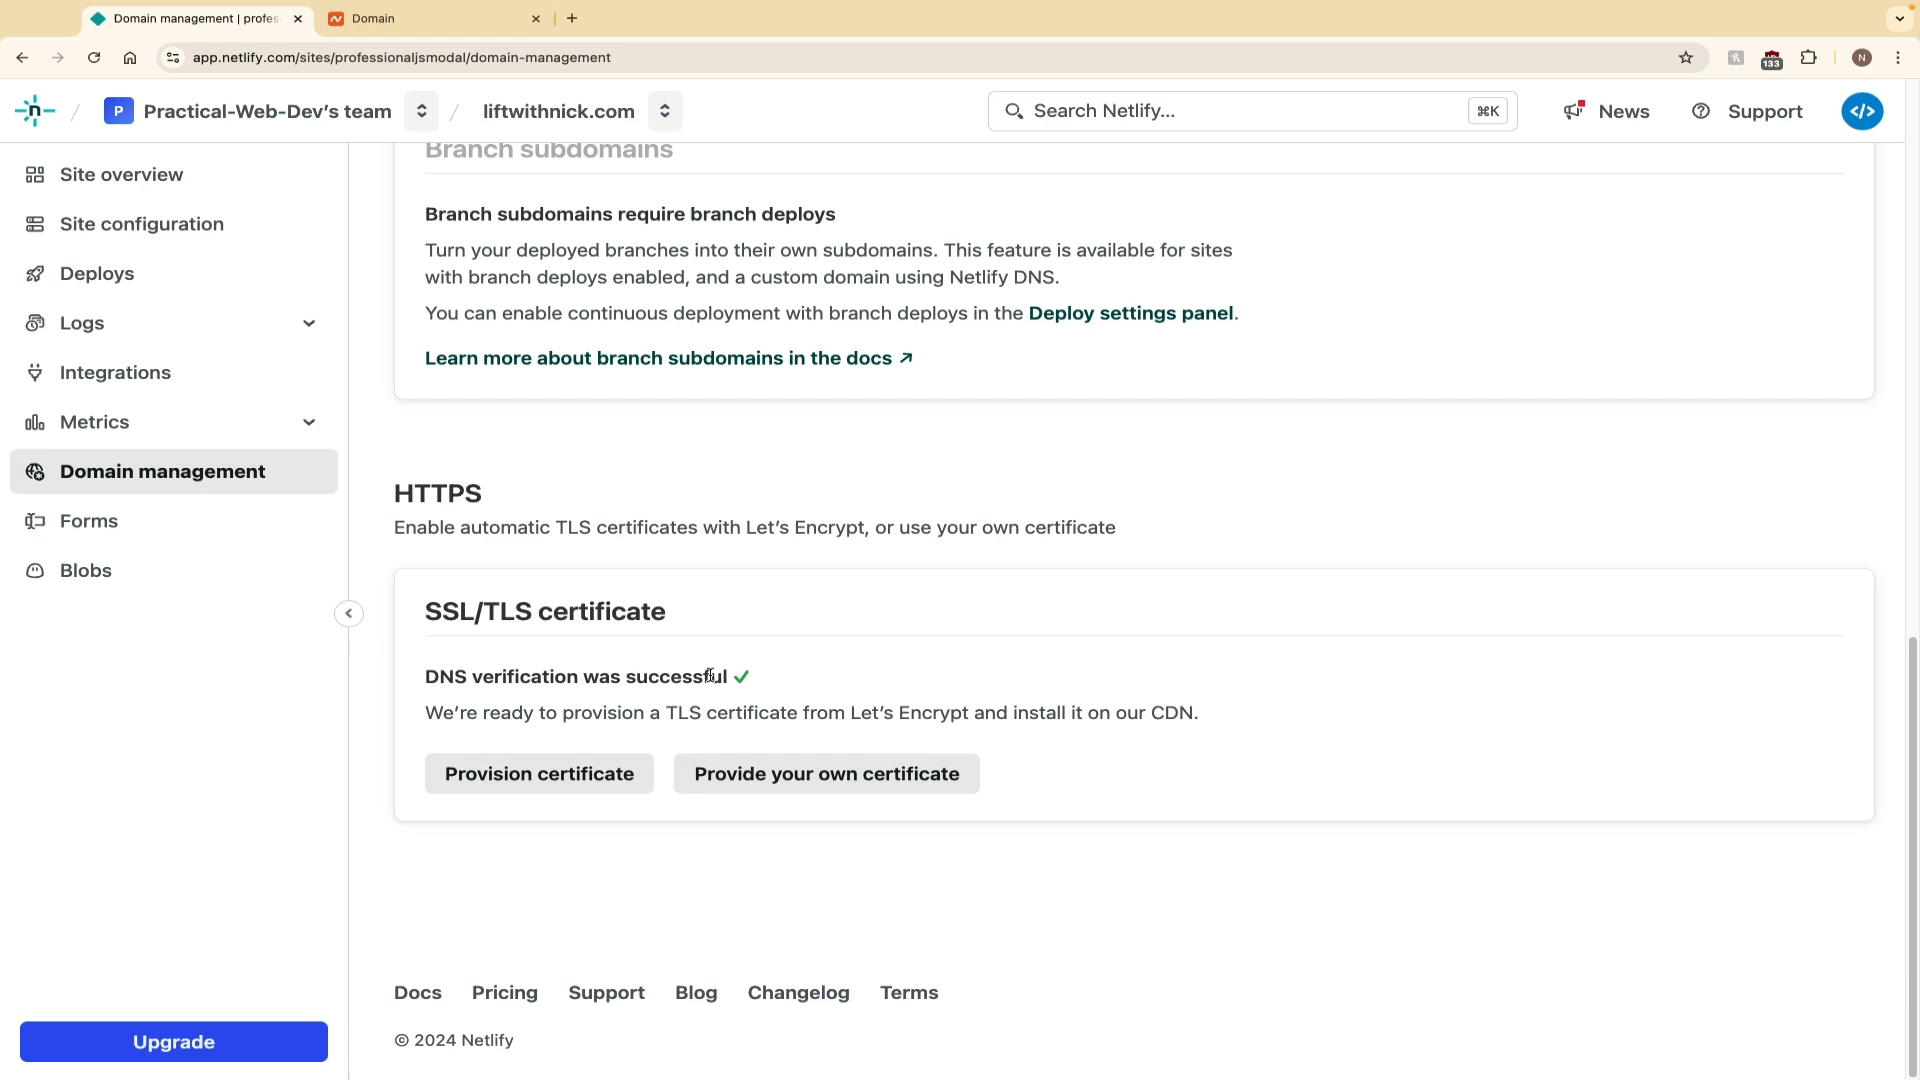 Domain management | profes
Domain
app.netlify.com/sites/professionaljsmodal/domain-management
133
N
P
Practical-Web-Dev's team
liftwithnick.com
Search Netlify...
⌘K
News
Support
</>
Site overview
Site configuration
Deploys
Logs
Integrations
Metrics
Domain management
Forms
Blobs
Upgrade
Branch subdomains
Branch subdomains require branch deploys
Turn your deployed branches into their own subdomains. This feature is available for sites
with branch deploys enabled, and a custom domain using Netlify DNS.
You can enable continuous deployment with branch deploys in the Deploy settings panel.
Learn more about branch subdomains in the docs ↗
HTTPS
Enable automatic TLS certificates with Let's Encrypt, or use your own certificate
SSL/TLS certificate
DNS verification was successful ✓
We're ready to provision a TLS certificate from Let's Encrypt and install it on our CDN.
Provision certificate
Provide your own certificate
Docs
Pricing
Support
Blog
Changelog
Terms
© 2024 Netlify